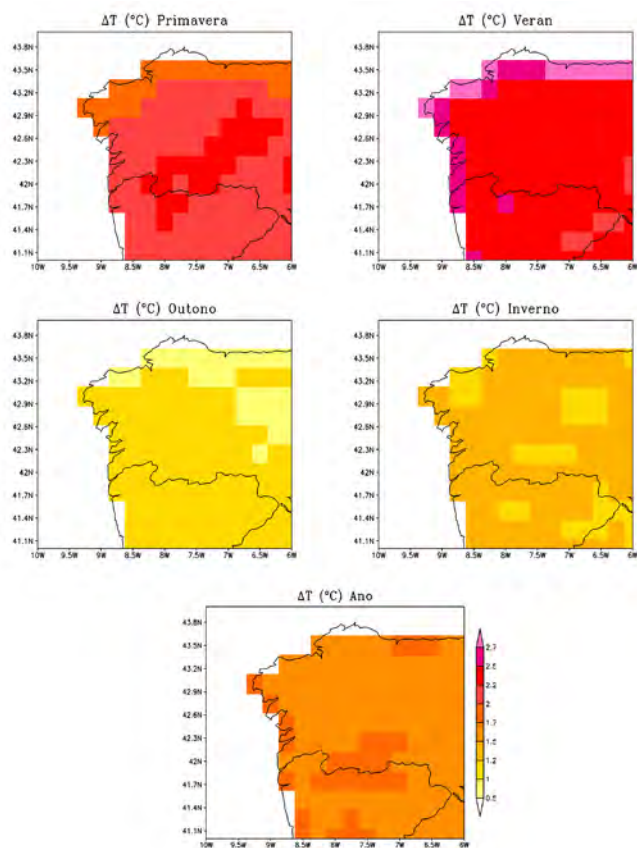 ΔT (ºC) Primavera
43.8N
43.5N
43.2N
42.9N
42.6N
42.3N
42N
41.7N
41.4N
41.1N
10W 9.5W 9W 8.5W 8W 7.5W 7W 6.5W 6W
ΔT (ºC) Veran
43.8N
43.5N
43.2N
42.9N
42.6N
42.3N
42N
41.7N
41.4N
41.1N
10W 9.5W 9W 8.5W 8W 7.5W 7W 6.5W 6W
ΔT (ºC) Outono
43.8N
43.5N
43.2N
42.9N
42.6N
42.3N
42N
41.7N
41.4N
41.1N
10W 9.5W 9W 8.5W 8W 7.5W 7W 6.5W 6W
ΔT (ºC) Inverno
43.8N
43.5N
43.2N
42.9N
42.6N
42.3N
42N
41.7N
41.4N
41.1N
10W 9.5W 9W 8.5W 8W 7.5W 7W 6.5W 6W
ΔT (ºC) Ano
43.8N
43.5N
43.2N
42.9N
42.6N
42.3N
42N
41.7N
41.4N
41.1N
10W 9.5W 9W 8.5W 8W 7.5W 7W 6.5W 6W
1